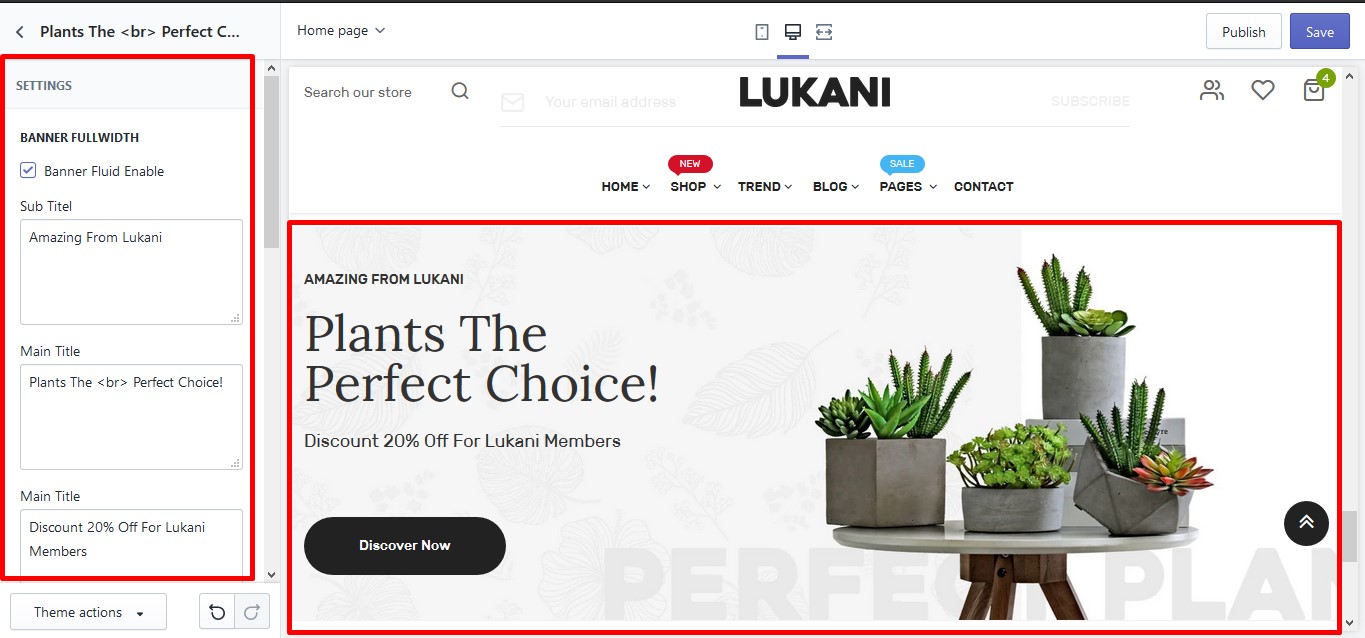 Plants The <br> Perfect C...
Home page
Publish
Save
SETTINGS
BANNER FULLWIDTH
Banner Fluid Enable
Sub Titel
Amazing From Lukani
Main Title
Plants The <br> Perfect Choice!
Main Title
Discount 20% Off For Lukani
Members
Theme actions
Search our store
Your email address
LUKANI
SUBSCRIBE
4
NEW
SALE
HOME
SHOP
TREND
BLOG
PAGES
CONTACT
AMAZING FROM LUKANI
Plants The
Perfect Choice!
Discount 20% Off For Lukani Members
Discover Now
PERFECT PLAN